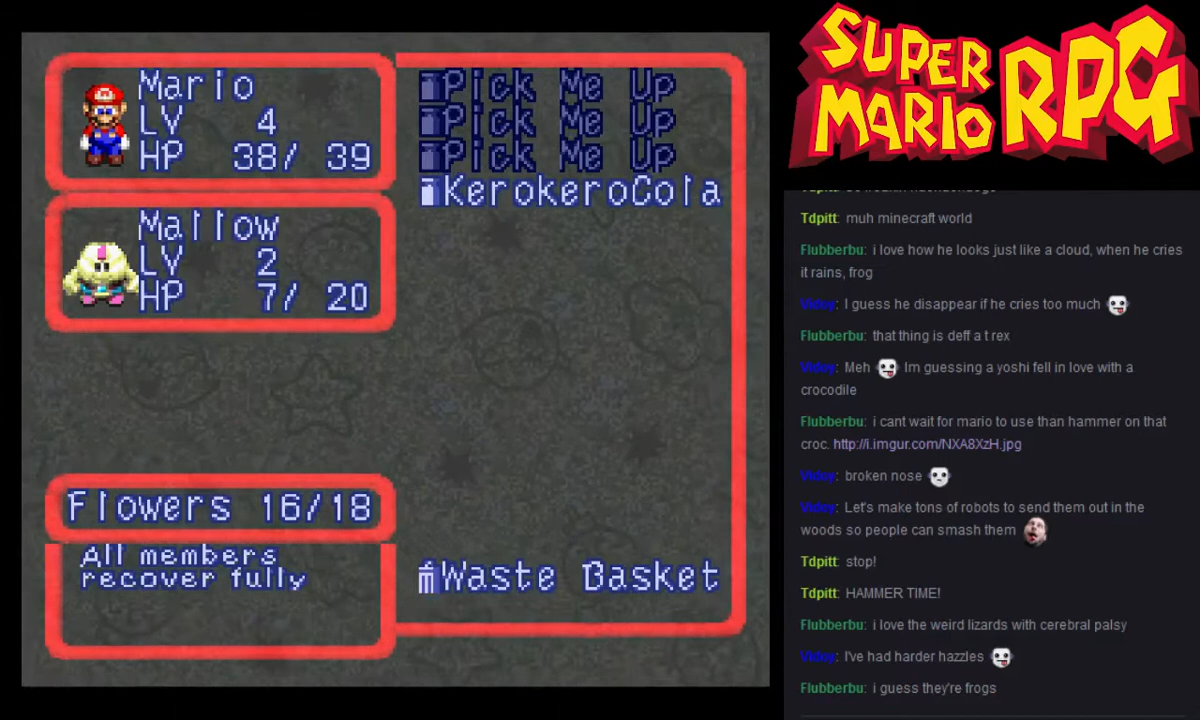 Mario
LV 4
HP 38/ 39
Mallow
LV 2
HP 7/ 20
Flowers 16/18
All members
recover fully
Pick Me Up
Pick Me Up
Pick Me Up
KerokeroCola
Waste Basket
SUPER
MARIO RPG
Tdpitt: muh minecraft world
Flubberbu: i love how he looks just like a cloud, when he cries
it rains, frog
Vidoy: I guess he disappear if he cries too much
Flubberbu: that thing is deff a t rex
Vidoy: Meh Im guessing a yoshi fell in love with a
crocodile
Flubberbu: i cant wait for mario to use than hammer on that
croc. http://i.imgur.com/NXA8XzH.jpg
Vidoy: broken nose
Vidoy: Let's make tons of robots to send them out in the
woods so people can smash them
Tdpitt: stop!
Tdpitt: HAMMER TIME!
Flubberbu: i love the weird lizards with cerebral palsy
Vidoy: I've had harder hazzles
Flubberbu: i guess they're frogs